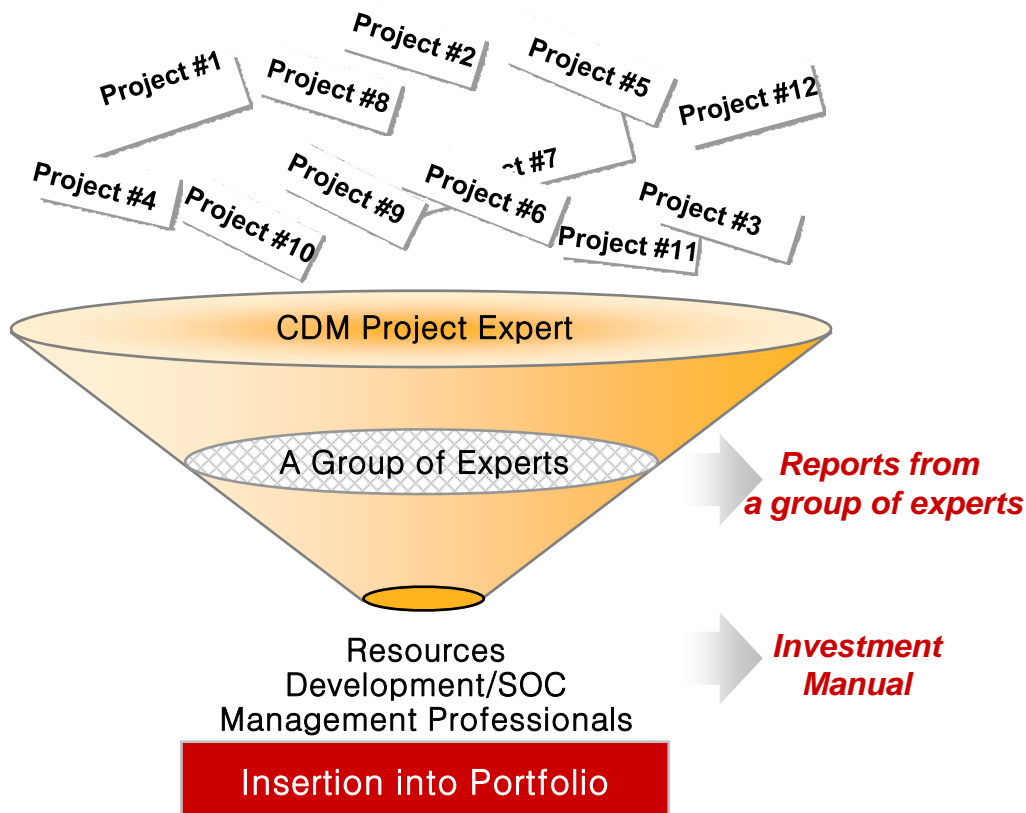 Project #1
Project #8
Project #2
Project #5
Project #12
Project #4
Project #10
Project #9
Project #6
#7
Project #3
Project #11
CDM Project Expert
A Group of Experts
Reports from
a group of experts
Resources
Development/SOC
Management Professionals
Investment
Manual
Insertion into Portfolio